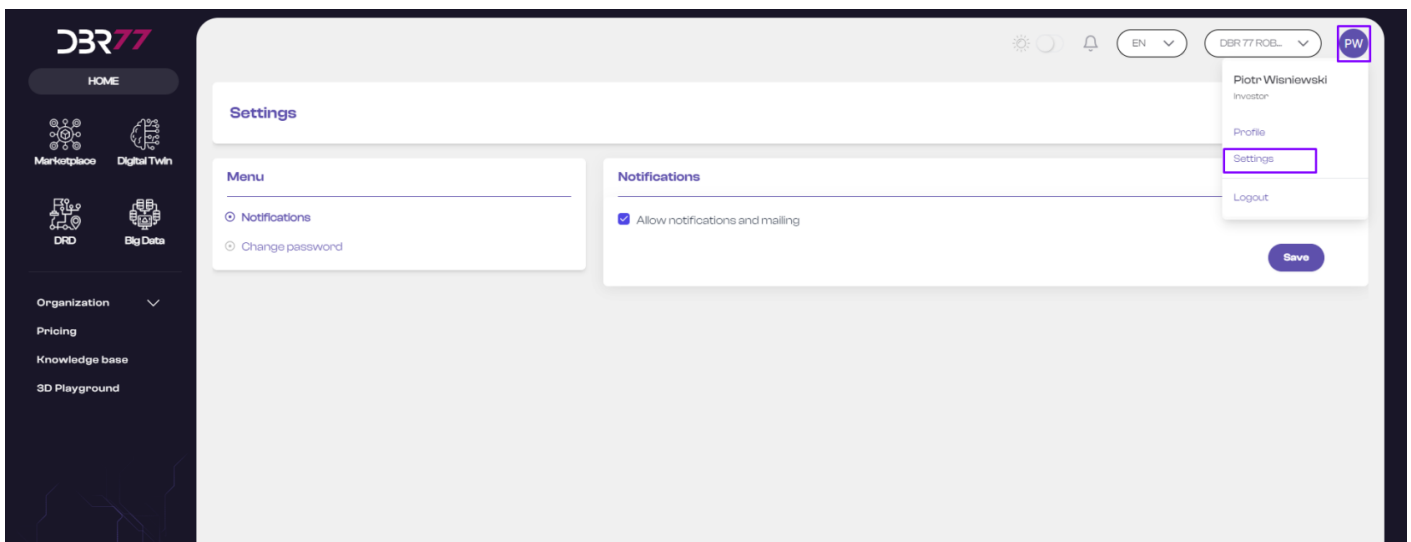 DBR77
EN
DBR 77 ROB...
PW
HOME
Marketplace
Digital Twin
DRD
Big Data
Organization
Pricing
Knowledge base
3D Playground
Settings
Menu
Notifications
Change password
Notifications
Allow notifications and mailing
Save
Piotr Wisniewski
Investor
Profile
Settings
Logout